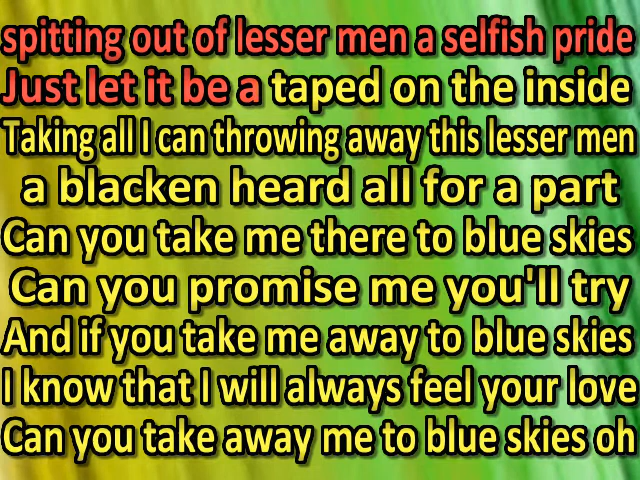 spitting out of lesser men a selfish pride
Just let it be a taped on the inside
Taking all I can throwing away this lesser men
a blacken heard all for a part
Can you take me there to blue skies
Can you promise me you'll try
And if you take me away to blue skies
I know that I will always feel your love
Can you take away me to blue skies oh